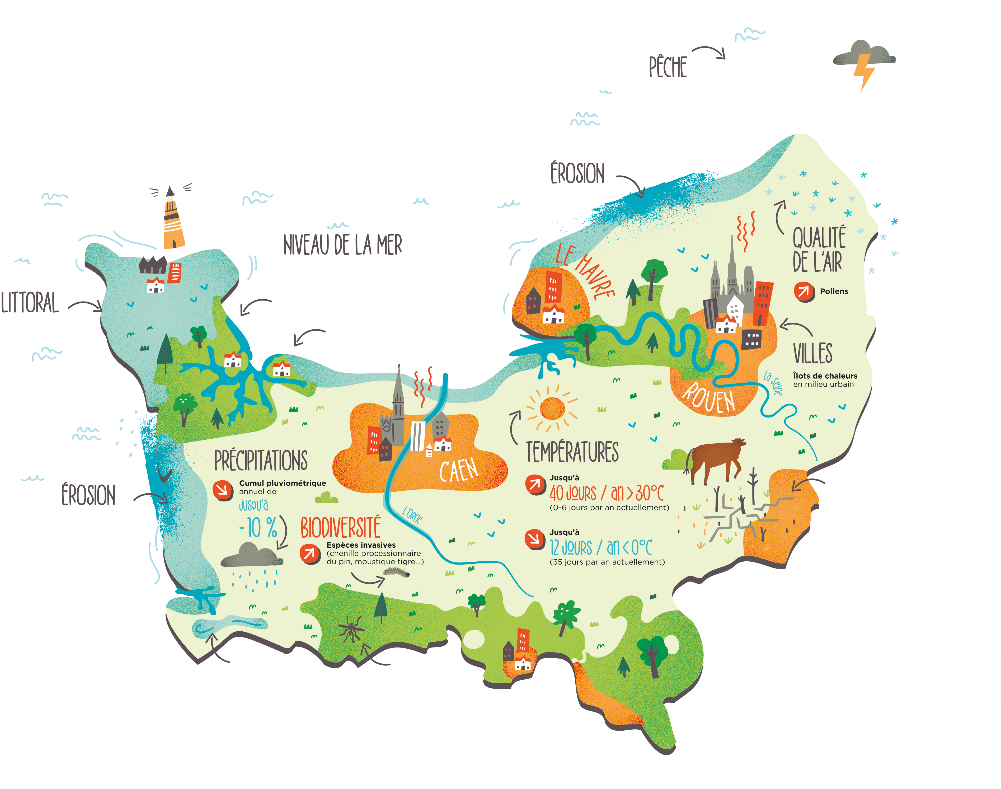 PÊCHE
ÉROSION
NIVEAU DE LA MER
LITTORAL
LE HAVRE
QUALITÉ
DE L'AIR
Pollens
VILLES
Îlots de chaleurs
en milieu urbain
ROUEN
La Seine
CAEN
L'Orne
TEMPÉRATURES
Jusqu'à
40 JOURS / AN > 30°C
(0-6 jours par an actuellement)
Jusqu'à
12 JOURS / AN < 0°C
(35 jours par an actuellement)
PRÉCIPITATIONS
Cumul pluviométrique
annuel de
JUSQU'À
-10 %
ÉROSION
BIODIVERSITÉ
Espèces invasives
(chenille processionnaire
du pin, moustique tigre...)